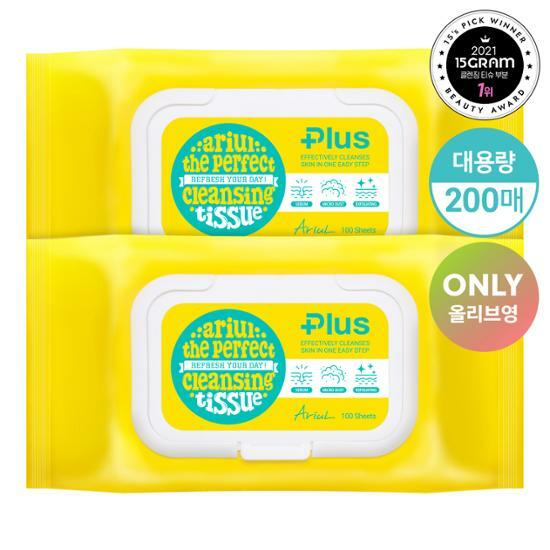 15's PICK WINNER
2021
15GRAM
클렌징 티슈 부분
1위
BEAUTY AWARD
대용량
200매
ONLY
올리브영
ariul
the perfect
REFRESH YOUR DAY!
cleansing
tissue
Plus
EFFECTIVELY CLEANSES
SKIN IN ONE EASY STEP
SEBUM
MICRO DUST
EXFOLIATING
Ariul
100 Sheets
ariul
the perfect
REFRESH YOUR DAY!
cleansing
tissue
Plus
EFFECTIVELY CLEANSES
SKIN IN ONE EASY STEP
SEBUM
MICRO DUST
EXFOLIATING
Ariul
100 Sheets